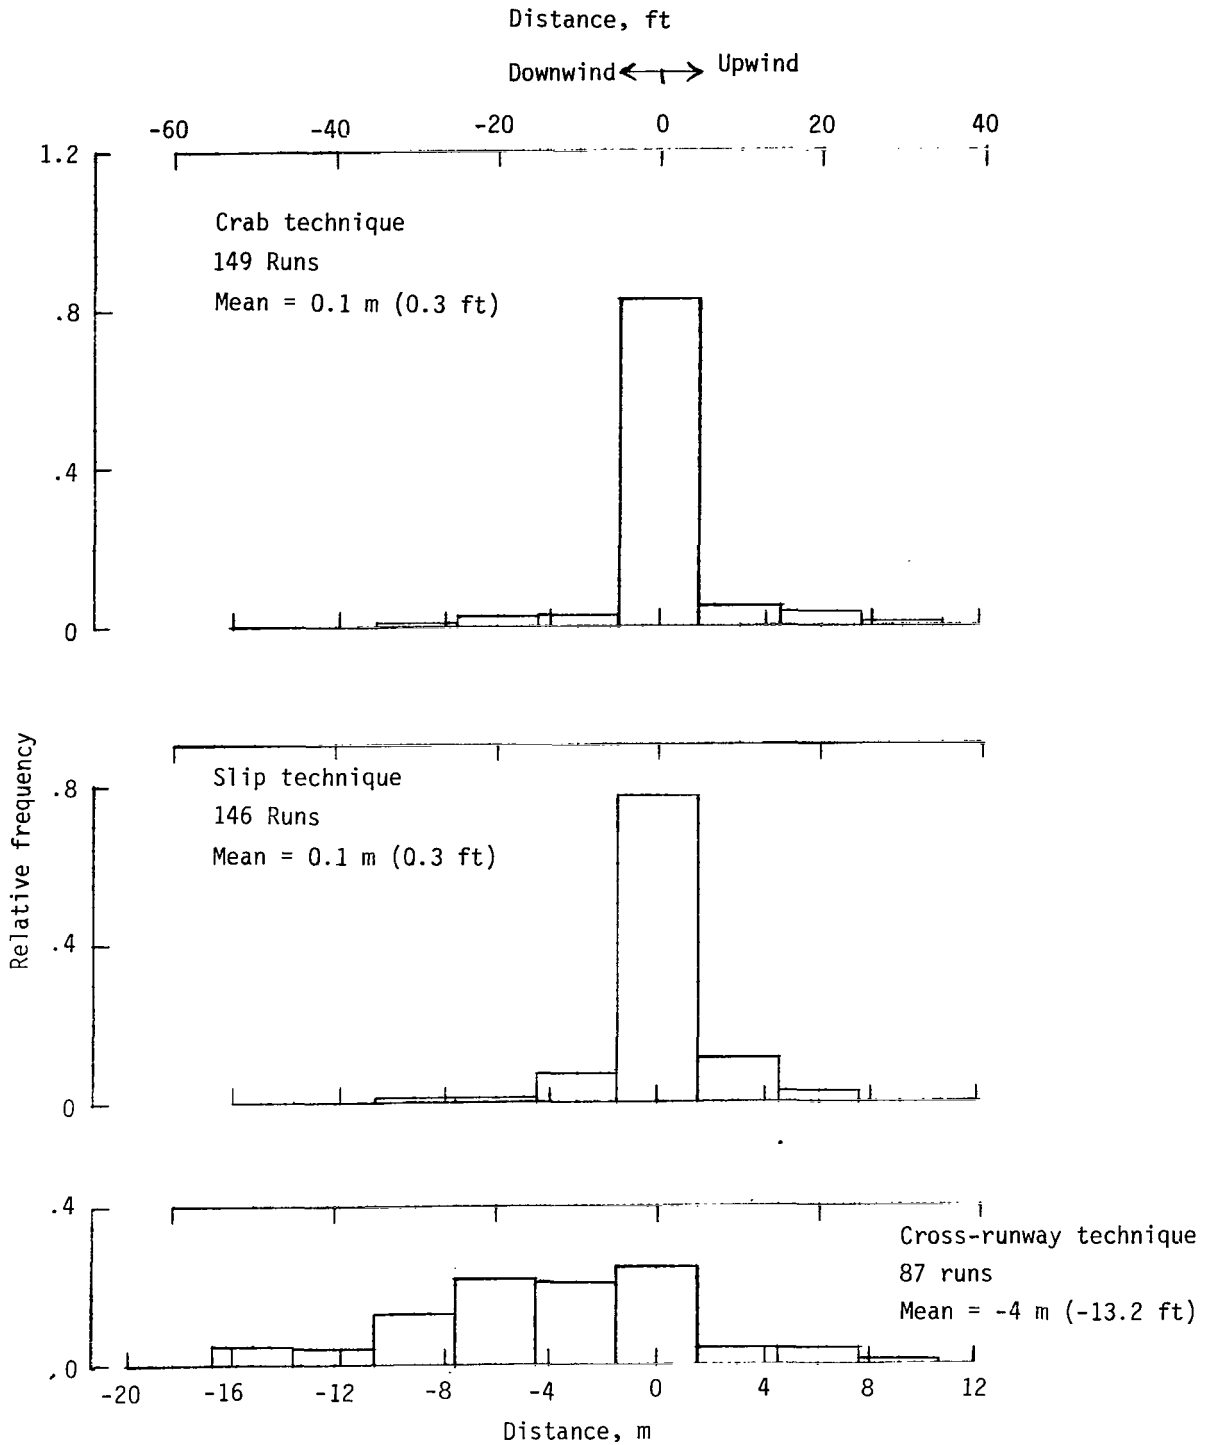 Distance, ft
Downwind Upwind
-60 -40 -20 0 20 40
1.2
Crab technique
149 Runs
Mean = 0.1 m (0.3 ft)
.8
.4
0
Relative frequency
Slip technique
.8
146 Runs
Mean = 0.1 m (0.3 ft)
.4
0
.4
Cross-runway technique
87 runs
Mean = -4 m (-13.2 ft)
0
-20 -16 -12 -8 -4 0 4 8 12
Distance, m